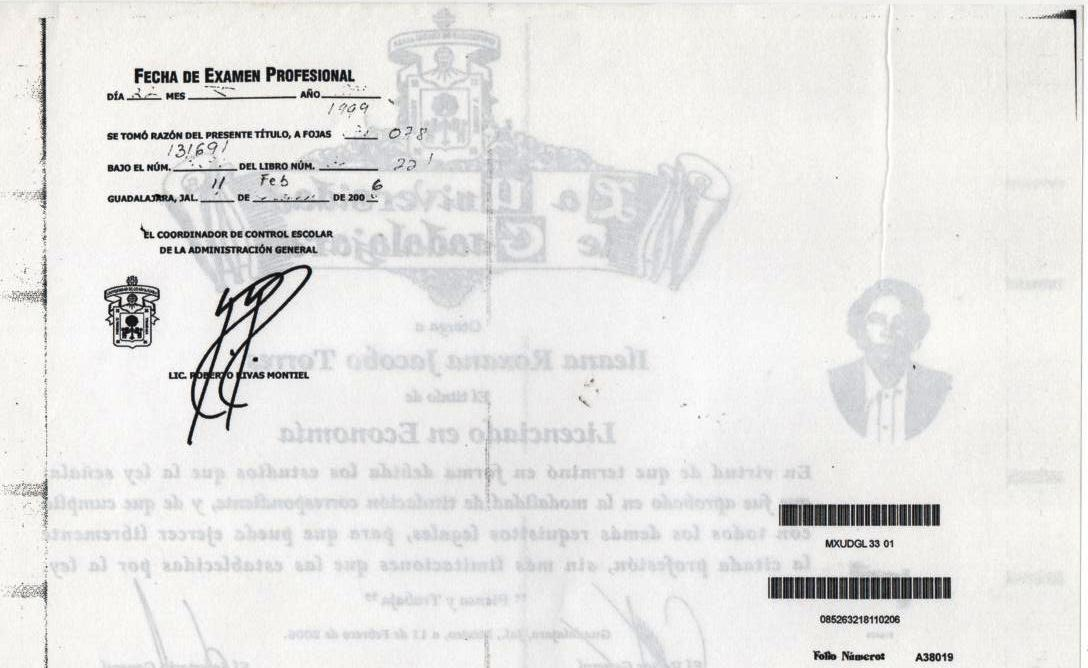 FECHA DE EXAMEN PROFESIONAL
DÍA MES AÑO
1999
SE TOMÓ RAZÓN DEL PRESENTE TÍTULO, A FOJAS 078
131691
BAJO EL NÚM. DEL LIBRO NÚM. 221
GUADALAJARA, JAL. 11 DE Feb DE 2006
EL COORDINADOR DE CONTROL ESCOLAR
DE LA ADMINISTRACIÓN GENERAL
LIC. ROBERTO RIVAS MONTIEL
La Universidad
de Guadalajara
Otorga a
Ileana Roxana Jacobo Torres
El título de
Licenciado en Economía
En virtud de que terminó en forma debida los estudios que la ley señala,
que fue aprobado en la modalidad de titulación correspondiente, y de que cumplió
con todos los demás requisitos legales, para que pueda ejercer libremente
la citada profesión, sin más limitaciones que las establecidas por la ley
"Piensa y Trabaja"
Guadalajara, Jal., México, a 11 de Febrero de 2006.
MXUDGL 33 01
085263218110206
Folio Número: A38019